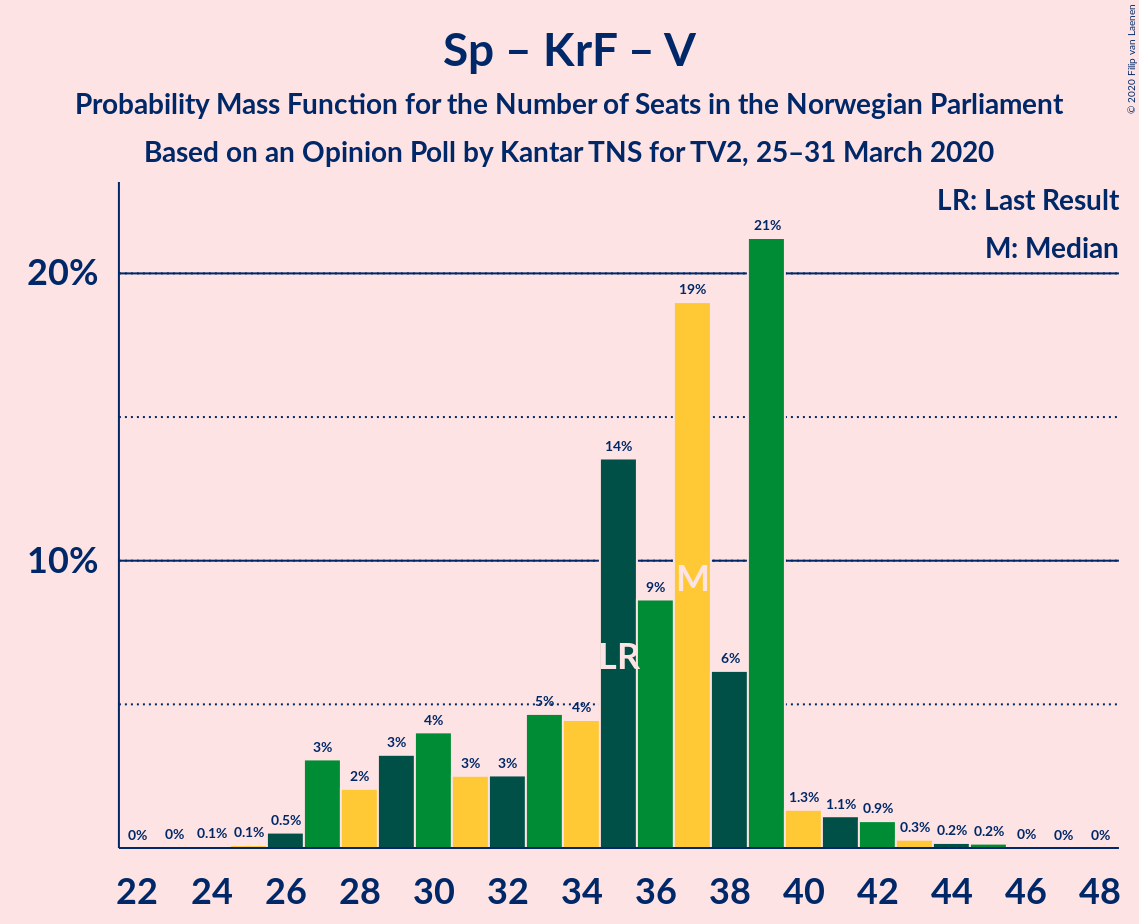 Sp – KrF – V
Probability Mass Function for the Number of Seats in the Norwegian Parliament
Based on an Opinion Poll by Kantar TNS for TV2, 25–31 March 2020
© 2020 Filip van Laenen
LR: Last Result
M: Median
20%
10%
0% 0% 0.1% 0.1% 0.5% 3% 2% 3% 4% 3% 3% 5% 4% 14% 9% 19% 6% 21% 1.3% 1.1% 0.9% 0.3% 0.2% 0.2% 0% 0% 0%
LR
M
22 24 26 28 30 32 34 36 38 40 42 44 46 48